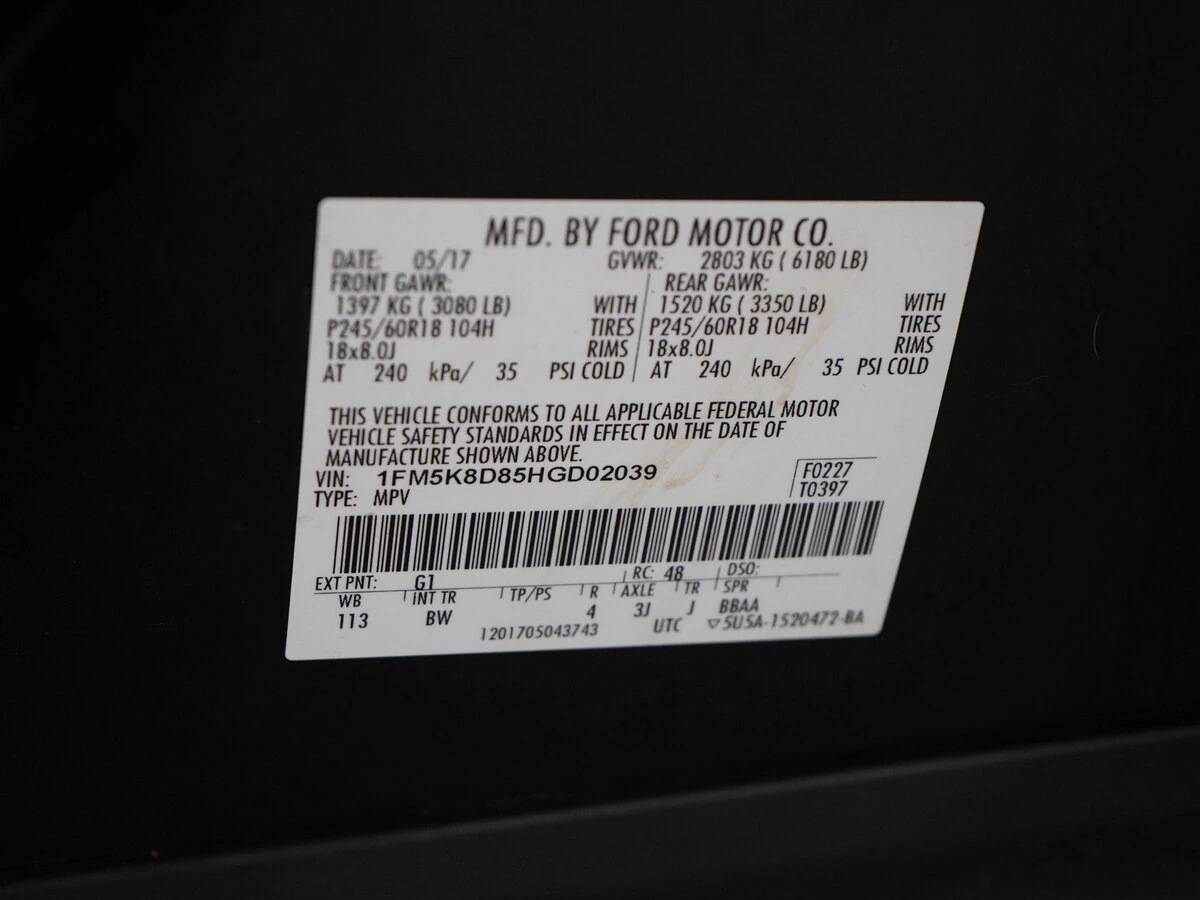 MFD. BY FORD MOTOR CO.
DATE: 05/17 GVWR: 2803 KG ( 6180 LB)
FRONT GAWR: REAR GAWR:
1397 KG ( 3080 LB) WITH 1520 KG ( 3350 LB) WITH
P245/60R18 104H TIRES P245/60R18 104H TIRES
18x8.0J RIMS 18x8.0J RIMS
AT 240 kPa/ 35 PSI COLD AT 240 kPa/ 35 PSI COLD
THIS VEHICLE CONFORMS TO ALL APPLICABLE FEDERAL MOTOR
VEHICLE SAFETY STANDARDS IN EFFECT ON THE DATE OF
MANUFACTURE SHOWN ABOVE.
VIN: 1FM5K8D85HGD02039 F0227
TYPE: MPV T0397
EXT PNT: G1 RC: 48 DSO:
WB INT TR TP/PS R AXLE TR SPR
113 BW 4 3J J BBAA
1201705043743 UTC ▽5U5A-1520472-BA